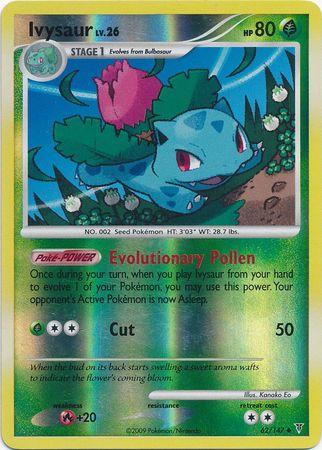 Ivysaur LV.26 HP 80
STAGE 1 Evolves from Bulbasaur
NO. 002 Seed Pokémon HT: 3'03" WT: 28.7 lbs.
Poké-POWER Evolutionary Pollen
Once during your turn, when you play Ivysaur from your hand
to evolve 1 of your Pokémon, you may use this power. Your
opponent's Active Pokémon is now Asleep.
Cut 50
When the bud on its back starts swelling, a sweet aroma wafts
to indicate the flower's coming bloom.
Illus. Kanako Eo
weakness resistance retreat cost
+20
62/147
©2009 Pokémon/Nintendo